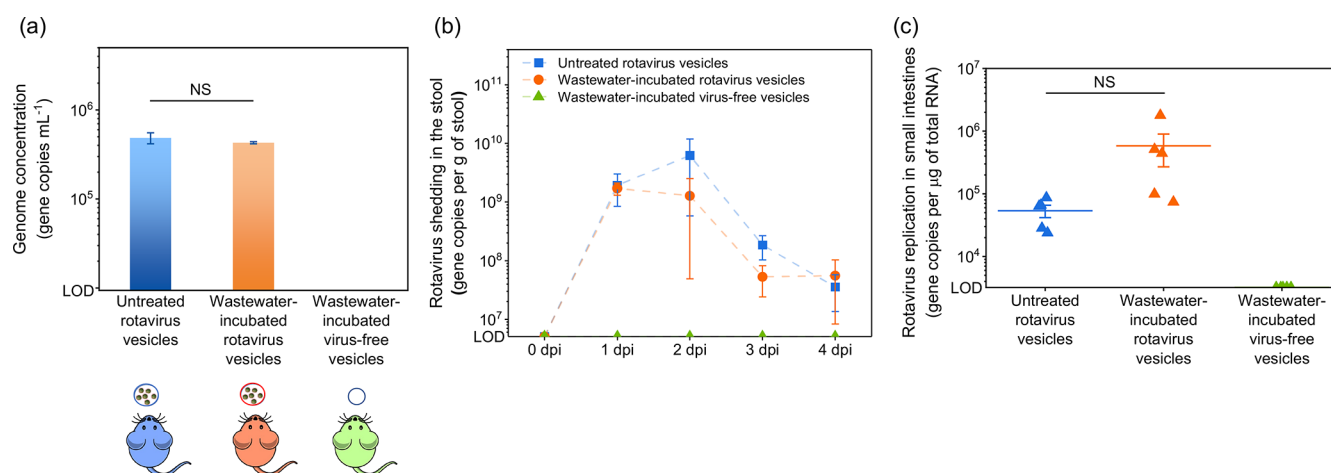 (a)
Genome concentration
(gene copies mL-1)
106
105
LOD
NS
Untreated
rotavirus
vesicles
Wastewater-
incubated
rotavirus
vesicles
Wastewater-
incubated
virus-free
vesicles
(b)
Rotavirus shedding in the stool
(gene copies per g of stool)
1011
1010
109
108
107
LOD
Untreated rotavirus vesicles
Wastewater-incubated rotavirus vesicles
Wastewater-incubated virus-free vesicles
0 dpi
1 dpi
2 dpi
3 dpi
4 dpi
(c)
Rotavirus replication in small intestines
(gene copies per μg of total RNA)
107
106
105
104
LOD
NS
Untreated
rotavirus
vesicles
Wastewater-
incubated
rotavirus
vesicles
Wastewater-
incubated
virus-free
vesicles